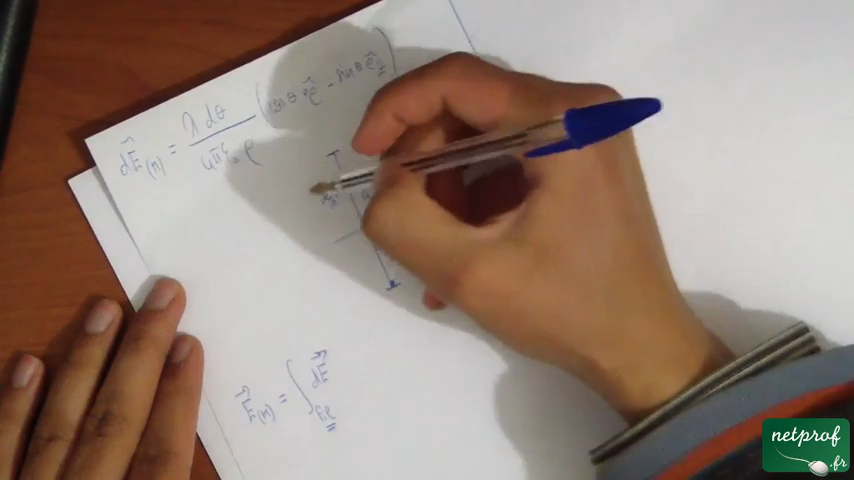 dE⃗(M) = λ dθ / 4πε₀ ρ (cos θ e⃗ρ - sin θ e⃗z)
E⃗(M) = ∫ dE⃗
netprof
.fr